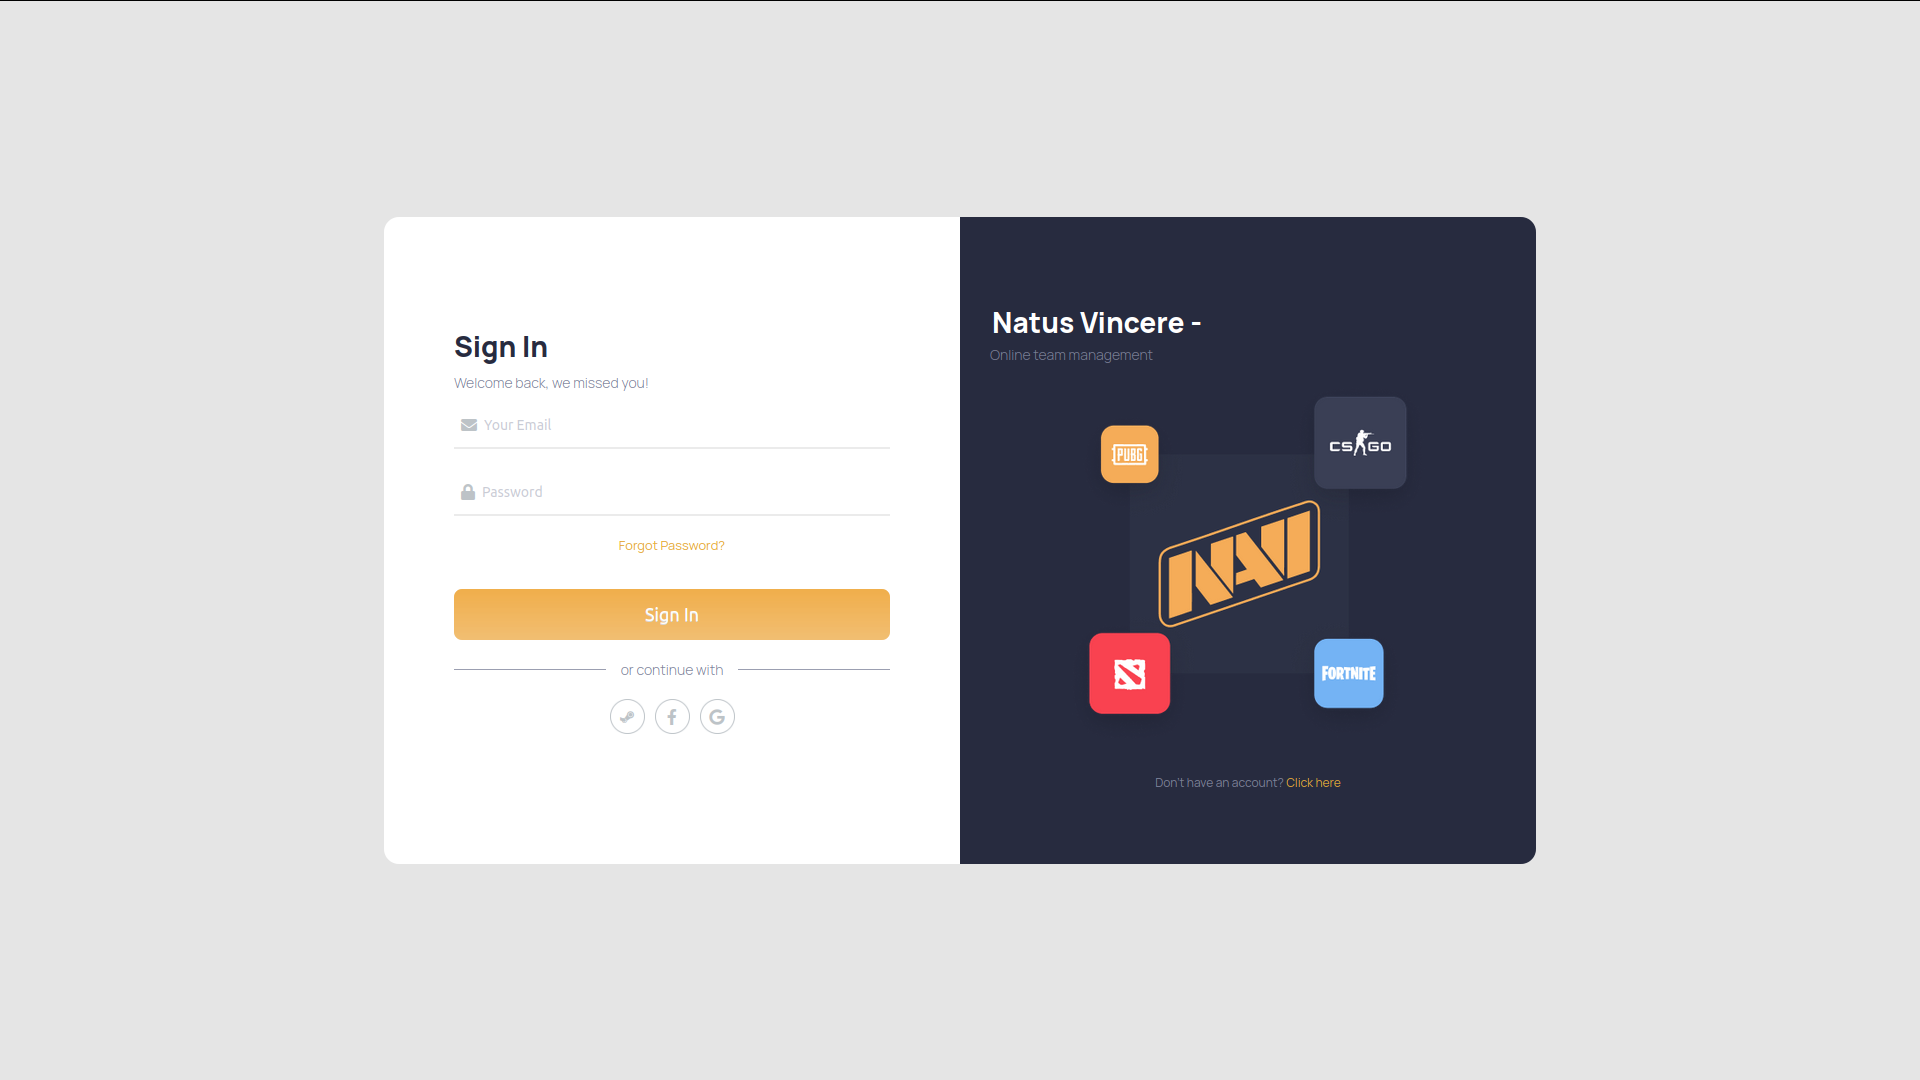 Sign In
Welcome back, we missed you!
Your Email
Password
Forgot Password?
Sign In
or continue with
Natus Vincere -
Online team management
PUBG
CS GO
NAVI
FORTNITE
Don't have an account? Click here